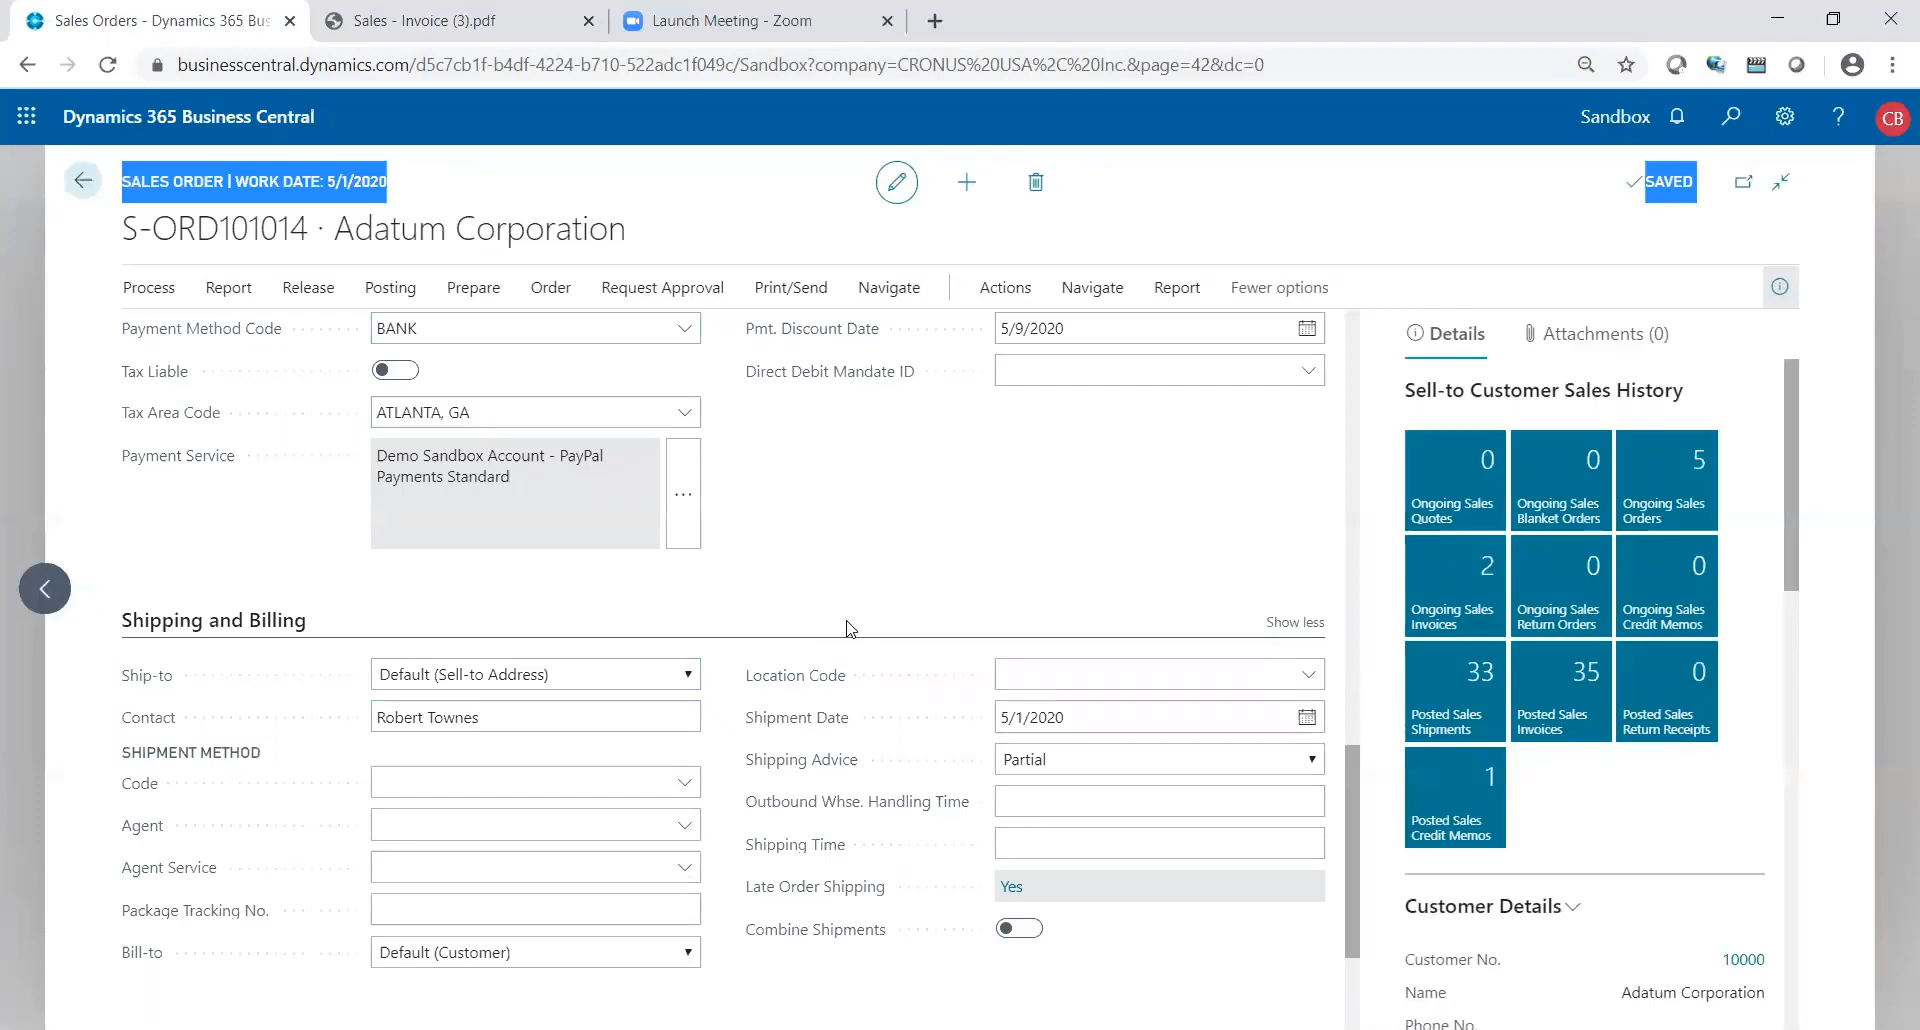 Sales Orders - Dynamics 365 Bus
Sales - Invoice (3).pdf
Launch Meeting - Zoom
businesscentral.dynamics.com/d5c7cb1f-b4df-4224-b710-522adc1f049c/Sandbox?company=CRONUS%20USA%2C%20Inc.&page=42&dc=0
Dynamics 365 Business Central
Sandbox
?
CB
SALES ORDER | WORK DATE: 5/1/2020
SAVED
S-ORD101014 · Adatum Corporation
Process Report Release Posting Prepare Order Request Approval Print/Send Navigate Actions Navigate Report Fewer options
Payment Method Code BANK
Tax Liable
Tax Area Code ATLANTA, GA
Payment Service Demo Sandbox Account - PayPal
Payments Standard
...
Pmt. Discount Date 5/9/2020
Direct Debit Mandate ID
Shipping and Billing
Show less
Ship-to Default (Sell-to Address)
Contact Robert Townes
SHIPMENT METHOD
Code
Agent
Agent Service
Package Tracking No.
Bill-to Default (Customer)
Location Code
Shipment Date 5/1/2020
Shipping Advice Partial
Outbound Whse. Handling Time
Shipping Time
Late Order Shipping Yes
Combine Shipments
Details
Attachments (0)
Sell-to Customer Sales History
0
Ongoing Sales
Quotes
0
Ongoing Sales
Blanket Orders
5
Ongoing Sales
Orders
2
Ongoing Sales
Invoices
0
Ongoing Sales
Return Orders
0
Ongoing Sales
Credit Memos
33
Posted Sales
Shipments
35
Posted Sales
Invoices
0
Posted Sales
Return Receipts
1
Posted Sales
Credit Memos
Customer Details
Customer No. 10000
Name Adatum Corporation
Phone No.